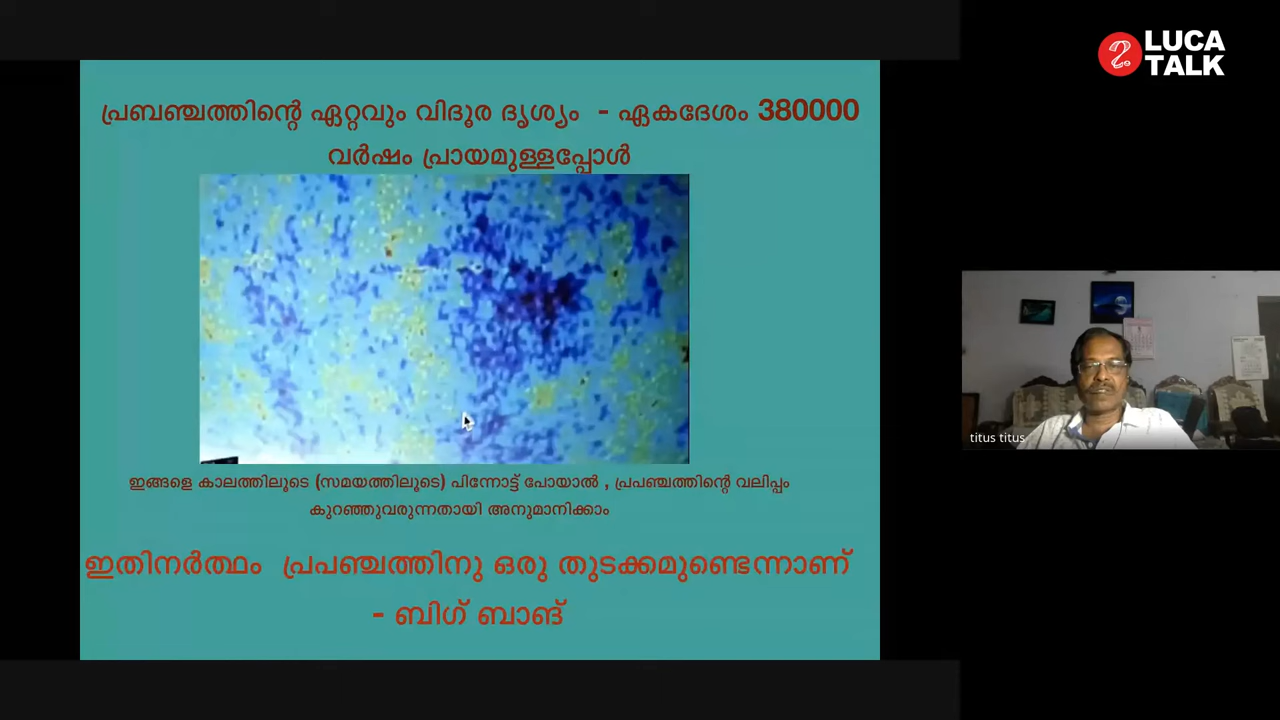 പ്രബഞ്ചത്തിന്റെ ഏറ്റവും വിദൂര ദൃശ്യം - ഏകദേശം 380000
വർഷം പ്രായമുള്ളപ്പോൾ
ഇങ്ങളെ കാലത്തിലൂടെ (സമയത്തിലൂടെ) പിന്നോട്ട് പോയാൽ , പ്രപഞ്ചത്തിന്റെ വലിപ്പം
കുറഞ്ഞുവരുന്നതായി അനുമാനിക്കാം
ഇതിനർത്ഥം പ്രപഞ്ചത്തിനു ഒരു തുടക്കമുണ്ടെന്നാണ്
- ബിഗ് ബാങ്
LUCA
TALK
titus titus